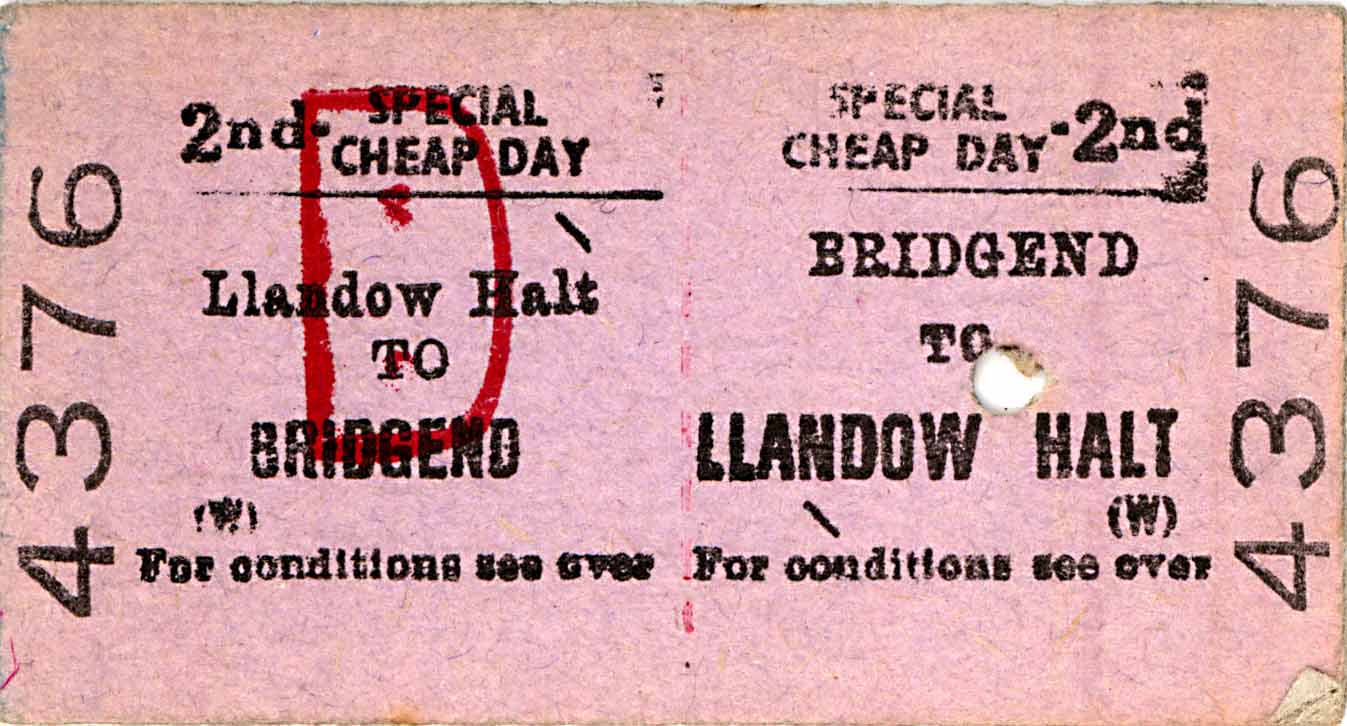 4376
2nd. SPECIAL
CHEAP DAY
D
Llandow Halt
TO
BRIDGEND
(W)
For conditions see over
SPECIAL
CHEAP DAY .2nd
BRIDGEND
TO
LLANDOW HALT
(W)
For conditions see over
4376